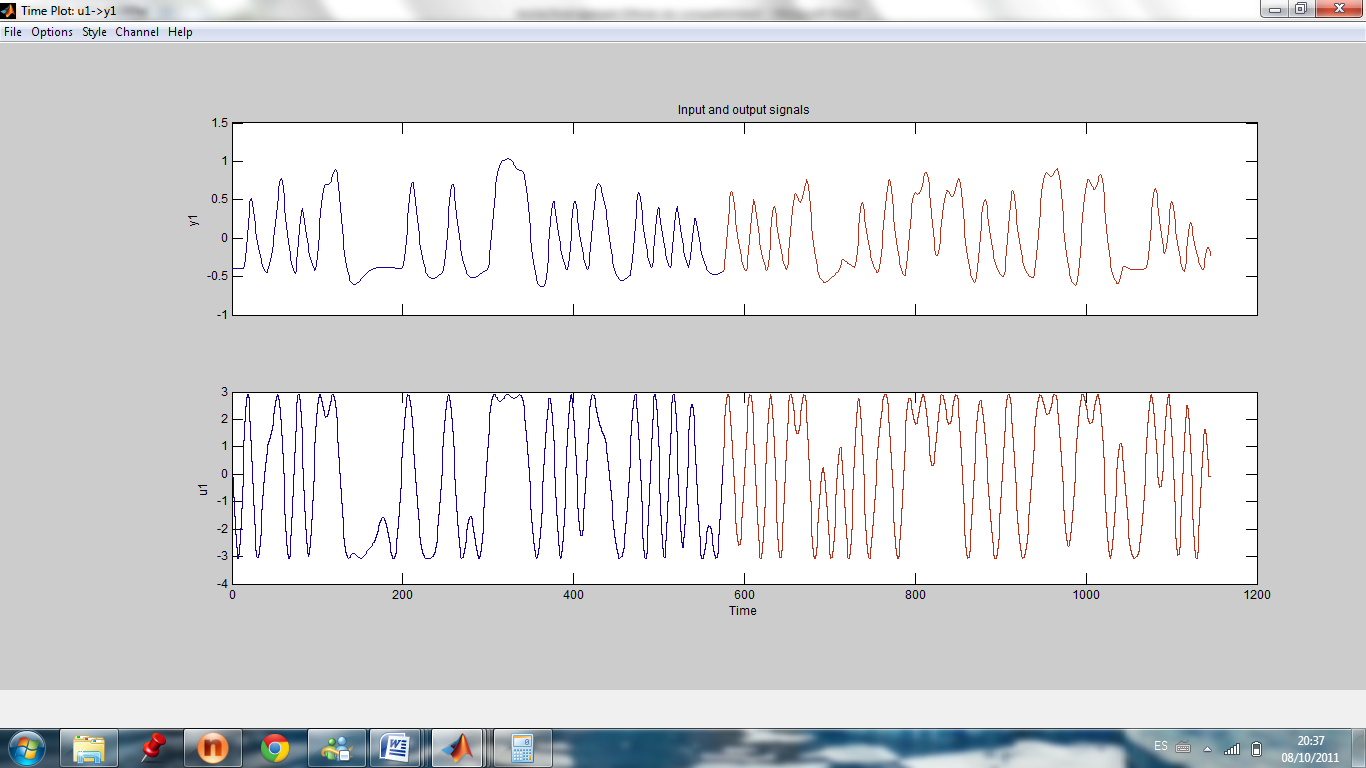 Time Plot: u1->y1
File Options Style Channel Help
Input and output signals
1.5
1
0.5
0
-0.5
-1
y1
3
2
1
0
-1
-2
-3
-4
u1
0 200 400 600 800 1000 1200
Time
ES
20:37
08/10/2011